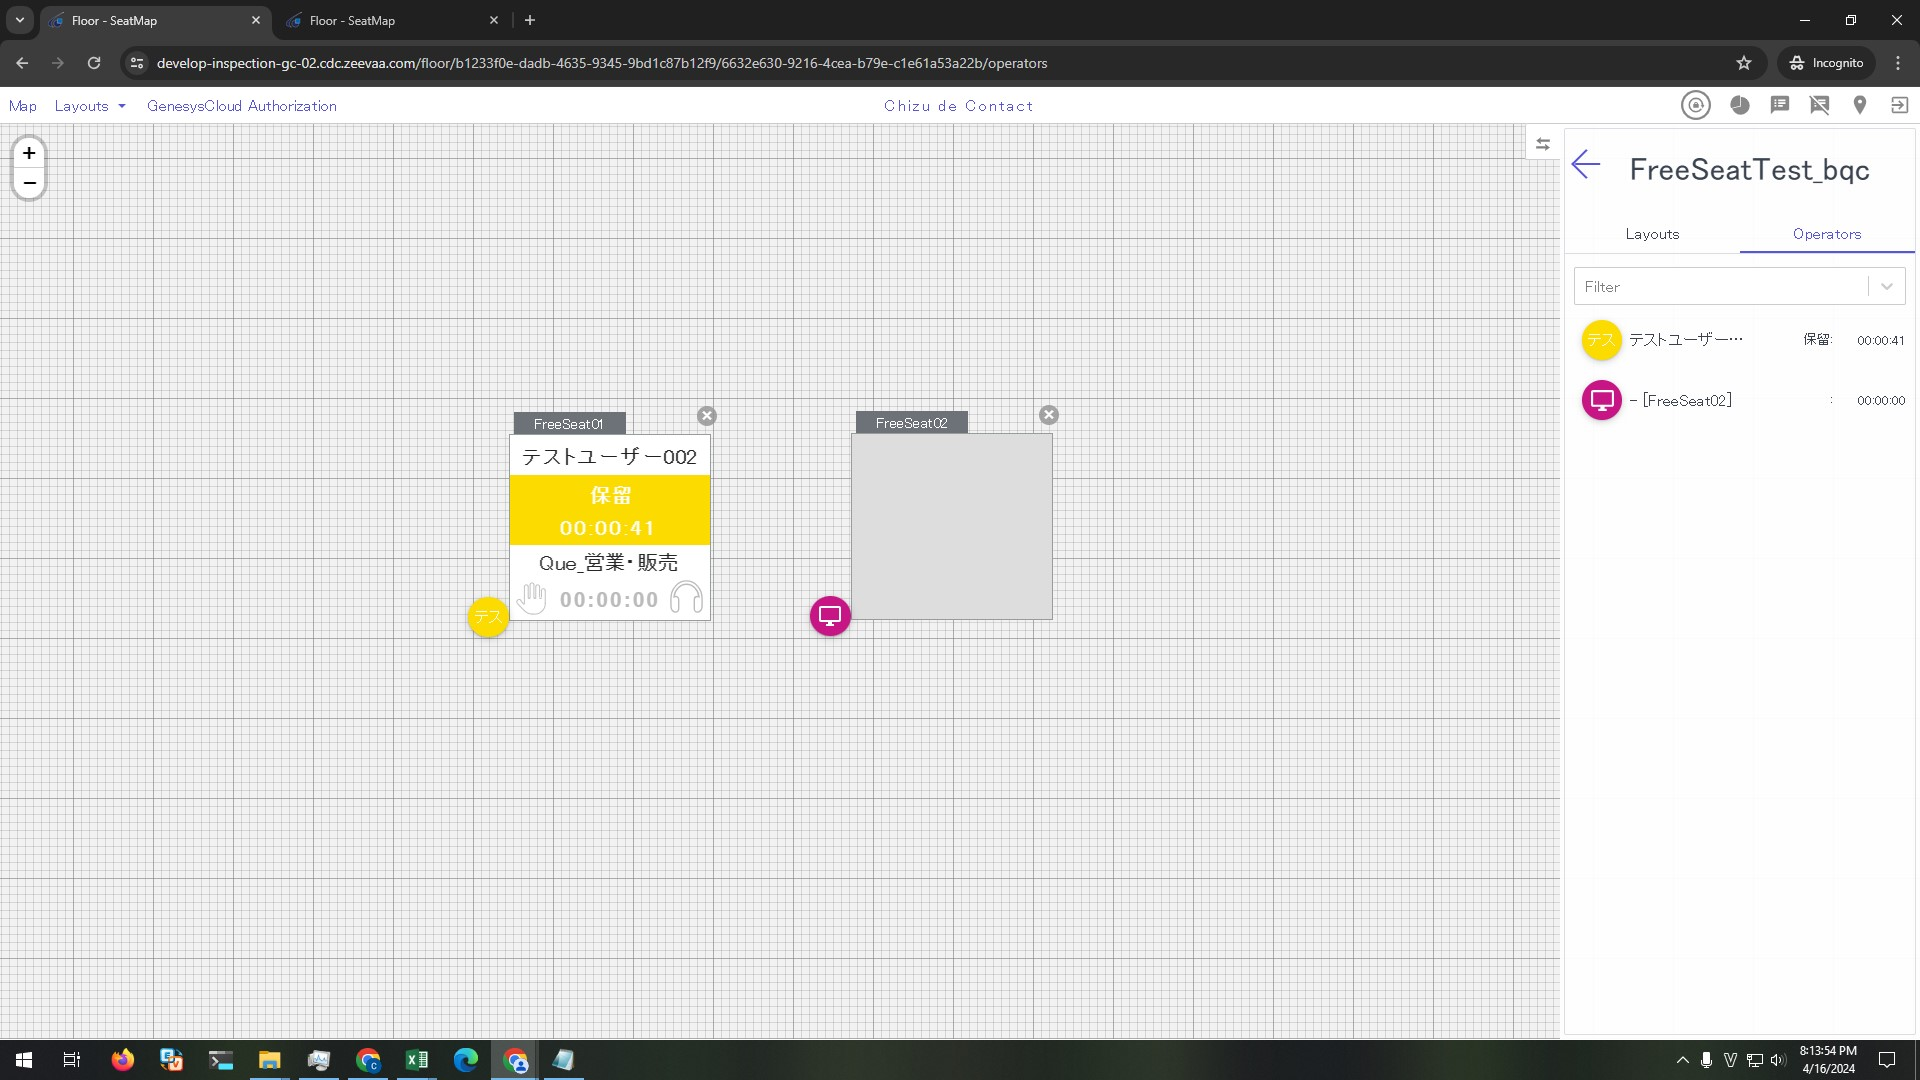 Floor - SeatMap
Floor - SeatMap
develop-inspection-gc-02.cdc.zeevaa.com/floor/b1233f0e-dadb-4635-9345-9bd1c87b12f9/6632e630-9216-4cea-b79e-c1e61a53a22b/operators
Incognito
Map Layouts GenesysCloud Authorization
Chizu de Contact
+
−
FreeSeatTest_bqc
Layouts Operators
Filter
テス テストユーザー… 保留: 00:00:41
- [FreeSeat02] : 00:00:00
FreeSeat01
テストユーザー002
保留
00:00:41
Que_営業・販売
00:00:00
テス
FreeSeat02
8:13:54 PM
4/16/2024